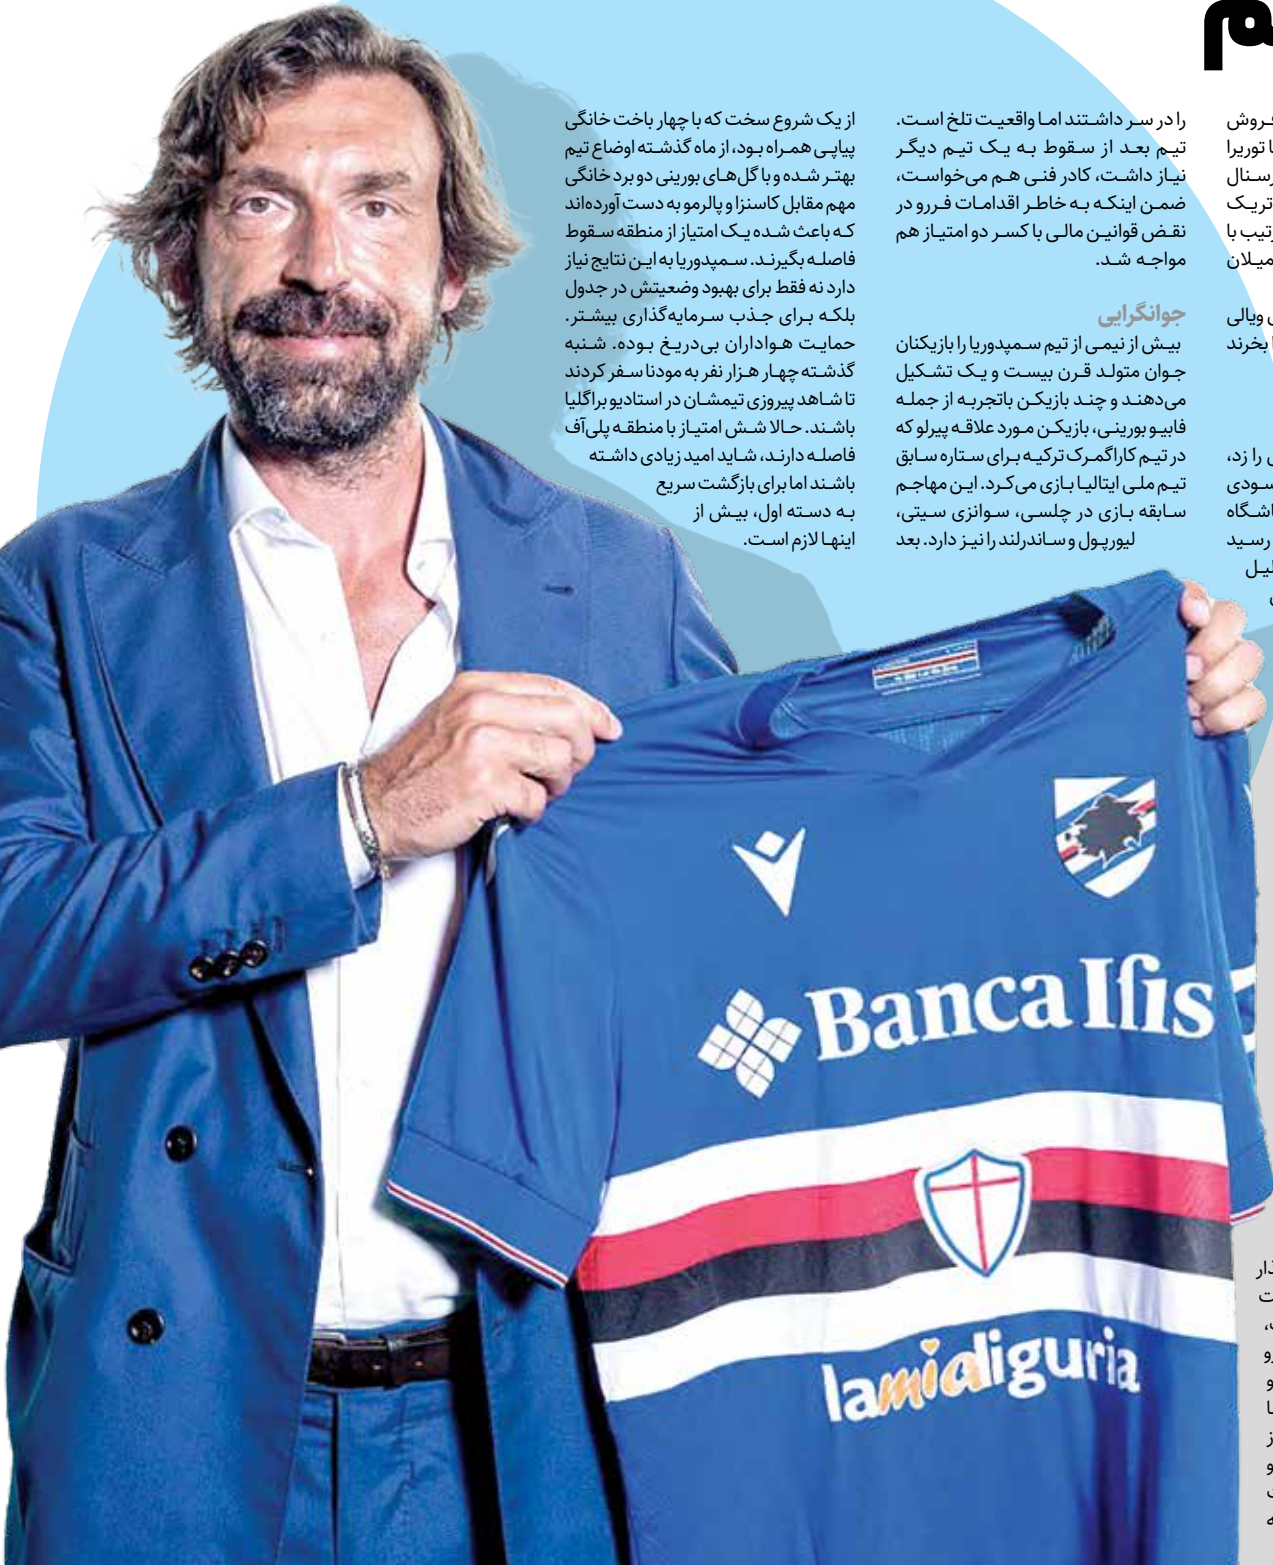 فروش
توریرا
رسنال
تریک
میلان
ویالی
بخرند
را زد،
رسید
را در سر داشتند اما واقعیت تلخ است.
تیم بعد از سقوط به یک تیم دیگر
نیاز داشت، کادر فنی هم می‌خواست،
ضمن اینکه به خاطر اقدامات فررو در
نقض قوانین مالی با کسر دو امتیاز هم
مواجه شد.
جوانگرایی
بیش از نیمی از تیم سمپدوریا را بازیکنان
جوان متولد قرن بیست و یک تشکیل
می‌دهند و چند بازیکن باتجربه از جمله
فابیو بورینی، بازیکن مورد علاقه پیرلو که
در تیم کاراگمرک ترکیه برای ستاره سابق
تیم ملی ایتالیا بازی می‌کرد. این مهاجم
سابقه بازی در چلسی، سوانزی سیتی،
لیورپول و ساندرلند را نیز دارد. بعد
از یک شروع سخت که با چهار باخت خانگی
پیاپی همراه بود، از ماه گذشته اوضاع تیم
بهتر شده و با گل‌های بورینی دو برد خانگی
مهم مقابل کاسنزا و پالرمو به دست آورده‌اند
که باعث شده یک امتیاز از منطقه سقوط
فاصله بگیرند. سمپدوریا به این نتایج نیاز
دارد نه فقط برای بهبود وضعیتش در جدول
بلکه برای جذب سرمایه‌گذاری بیشتر.
حمایت هواداران بی‌دریغ بوده. شنبه
گذشته چهار هزار نفر به مودنا سفر کردند
تا شاهد پیروزی تیمشان در استادیو براگلیا
باشند. حالا شش امتیاز با منطقه پلی‌آف
فاصله دارند، شاید امید زیادی داشته
باشند اما برای بازگشت سریع
به دسته اول، بیش از
اینها لازم است.
Banca Ifis
lamialiguria